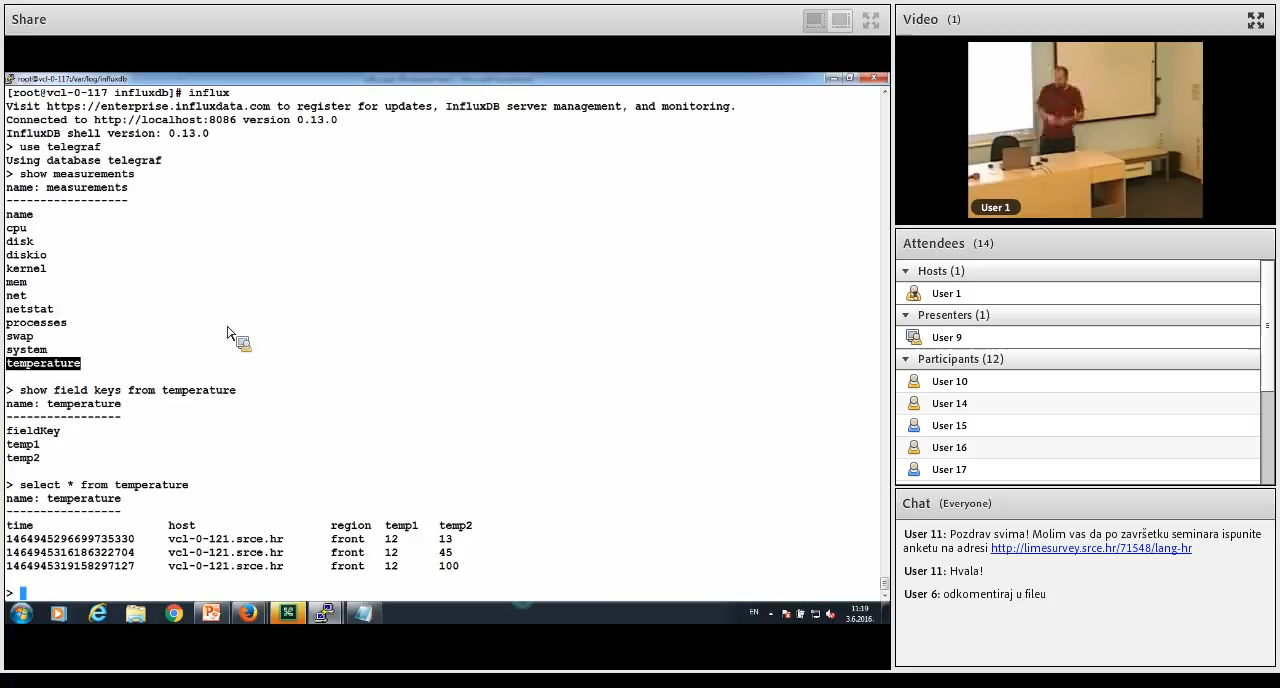 Share
root@vcl-0-117:/var/log/influxdb
[root@vcl-0-117 influxdb]# influx
Visit https://enterprise.influxdata.com to register for updates, InfluxDB server management, and monitoring.
Connected to http://localhost:8086 version 0.13.0
InfluxDB shell version: 0.13.0
> use telegraf
Using database telegraf
> show measurements
name: measurements
------------------
name
cpu
disk
diskio
kernel
mem
net
netstat
processes
swap
system
temperature
> show field keys from temperature
name: temperature
-----------------
fieldKey
temp1
temp2
> select * from temperature
name: temperature
-----------------
time host region temp1 temp2
1464945296699735330 vcl-0-121.srce.hr front 12 13
1464945316186322704 vcl-0-121.srce.hr front 12 45
1464945319158297127 vcl-0-121.srce.hr front 12 100
>
EN
11:19
3.6.2016.
Video (1)
User 1
Attendees (14)
Hosts (1)
User 1
Presenters (1)
User 9
Participants (12)
User 10
User 14
User 15
User 16
User 17
Chat (Everyone)
User 11: Pozdrav svima! Molim vas da po završetku seminara ispunite
anketu na adresi http://limesurvey.srce.hr/71548/lang-hr
User 11: Hvala!
User 6: odkomentiraj u fileu